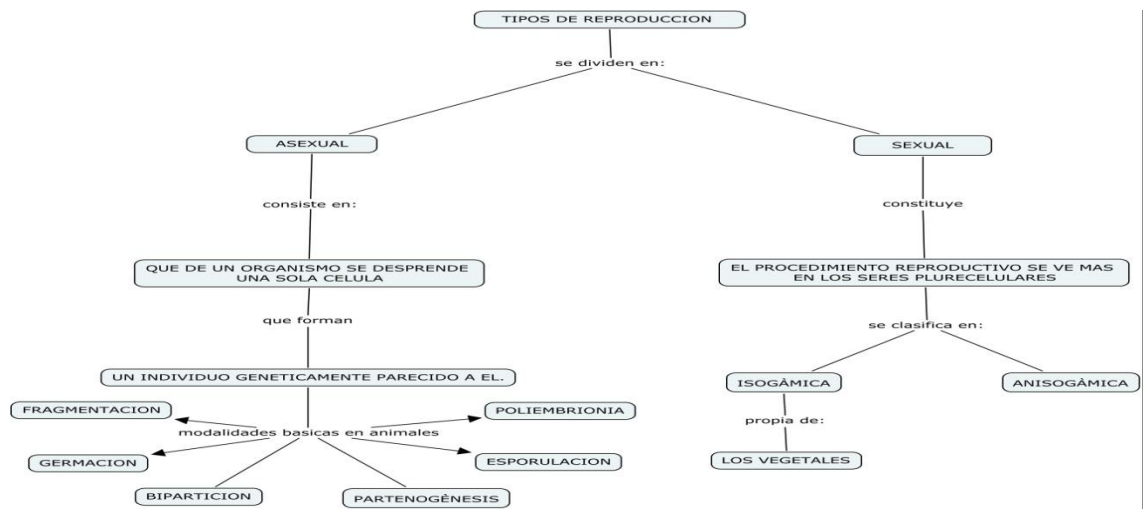 TIPOS DE REPRODUCCION
se dividen en:
ASEXUAL
SEXUAL
consiste en:
constituye
QUE DE UN ORGANISMO SE DESPRENDE
UNA SOLA CELULA
EL PROCEDIMIENTO REPRODUCTIVO SE VE MAS
EN LOS SERES PLURECELULARES
que forman
se clasifica en:
UN INDIVIDUO GENETICAMENTE PARECIDO A EL.
ISOGÀMICA
ANISOGÀMICA
FRAGMENTACION
POLIEMBRIONIA
propia de:
modalidades basicas en animales
GERMACION
ESPORULACION
LOS VEGETALES
BIPARTICION
PARTENOGÈNESIS